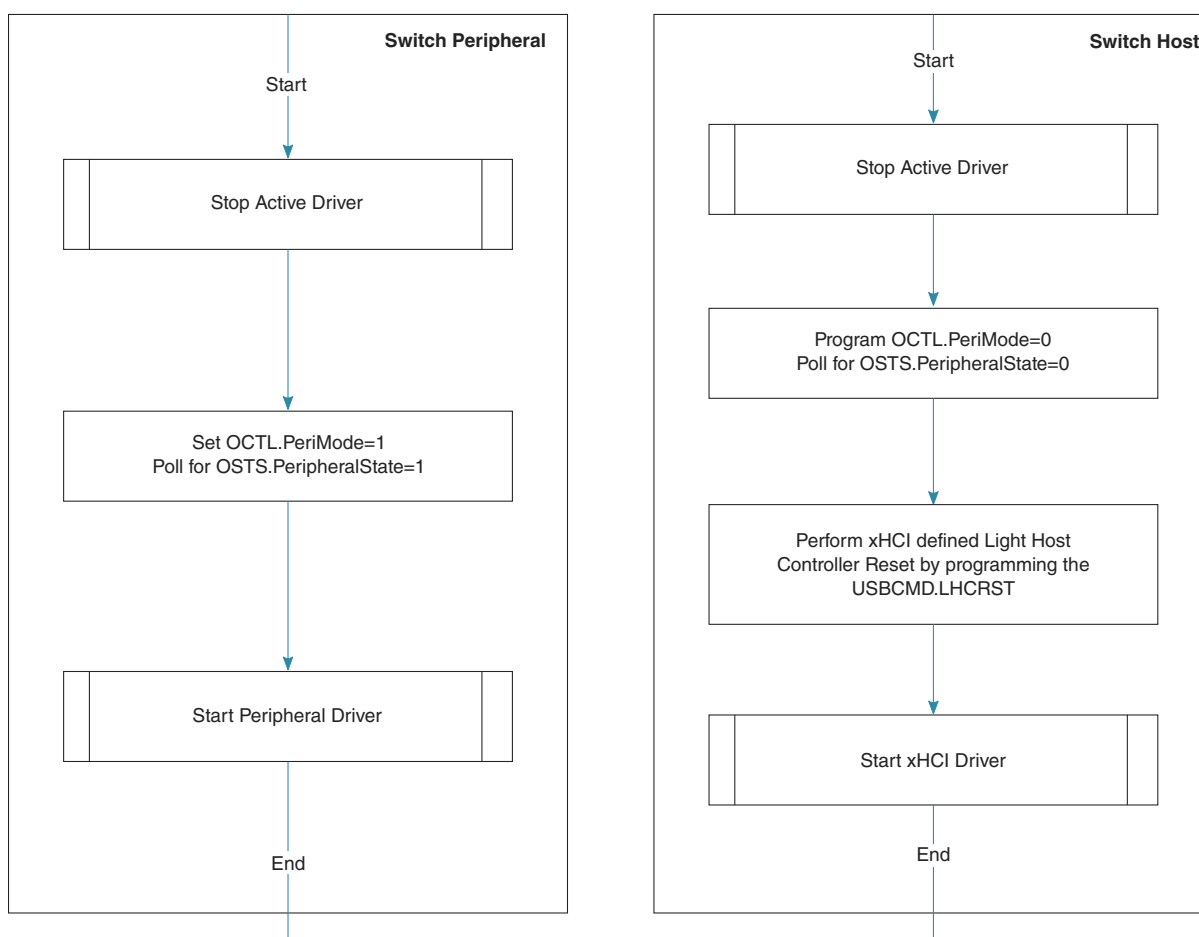 Switch Peripheral
Start
Stop Active Driver
Set OCTL.PeriMode=1
Poll for OSTS.PeripheralState=1
Start Peripheral Driver
End
Switch Host
Start
Stop Active Driver
Program OCTL.PeriMode=0
Poll for OSTS.PeripheralState=0
Perform xHCI defined Light Host
Controller Reset by programming the
USBCMD.LHCRST
Start xHCI Driver
End